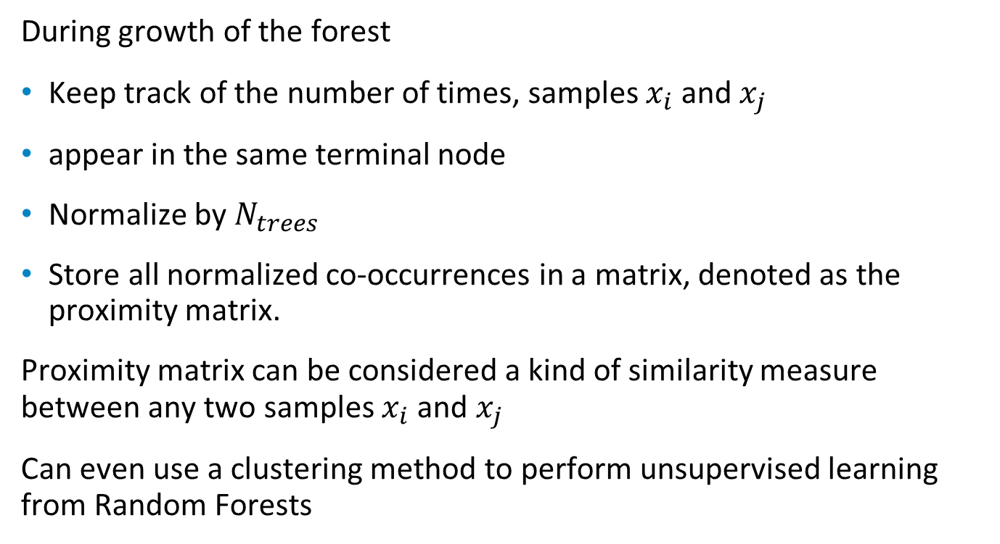 During growth of the forest
• Keep track of the number of times, samples $x_i$ and $x_j$
• appear in the same terminal node
• Normalize by $N_{trees}$
• Store all normalized co-occurrences in a matrix, denoted as the
proximity matrix.
Proximity matrix can be considered a kind of similarity measure
between any two samples $x_i$ and $x_j$
Can even use a clustering method to perform unsupervised learning
from Random Forests